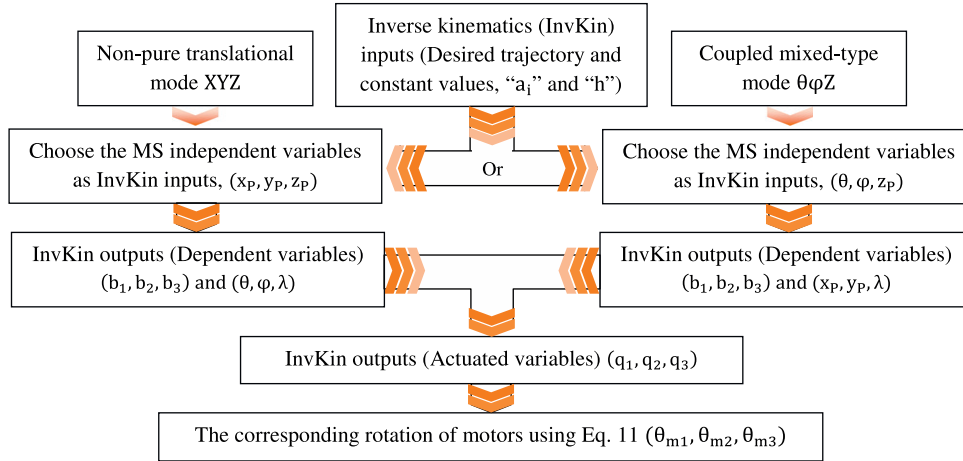 Non-pure translational
mode XYZ
Inverse kinematics (InvKin)
inputs (Desired trajectory and
constant values, “aᵢ” and “h”)
Coupled mixed-type
mode θφZ
Choose the MS independent variables
as InvKin inputs, (x_P, y_P, z_P)
Or
Choose the MS independent variables
as InvKin inputs, (θ, φ, z_P)
InvKin outputs (Dependent variables)
(b₁, b₂, b₃) and (θ, φ, λ)
InvKin outputs (Dependent variables)
(b₁, b₂, b₃) and (x_P, y_P, λ)
InvKin outputs (Actuated variables) (q₁, q₂, q₃)
The corresponding rotation of motors using Eq. 11 (θ_m1, θ_m2, θ_m3)